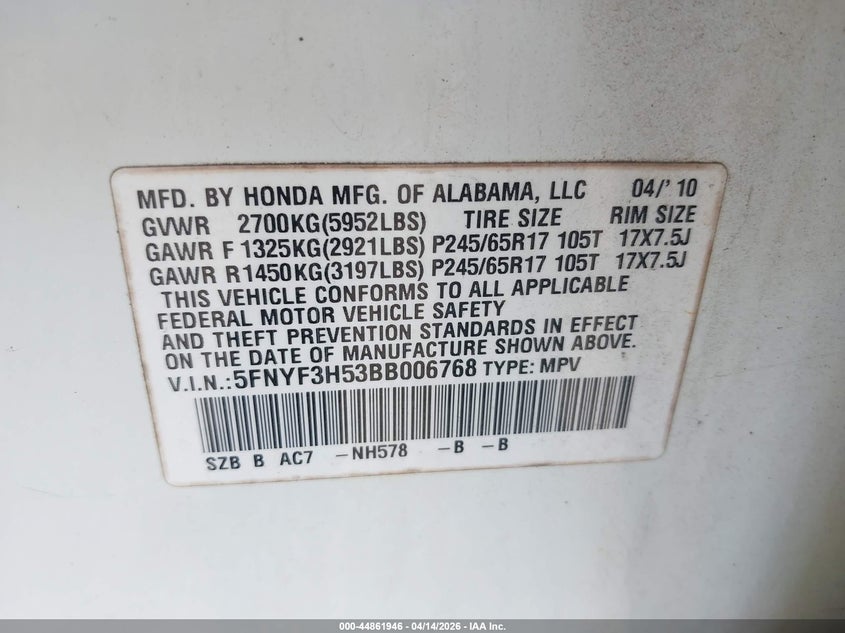 MFD. BY HONDA MFG. OF ALABAMA, LLC 04/' 10
GVWR 2700KG(5952LBS) TIRE SIZE RIM SIZE
GAWR F 1325KG(2921LBS) P245/65R17 105T 17X7.5J
GAWR R1450KG(3197LBS) P245/65R17 105T 17X7.5J
THIS VEHICLE CONFORMS TO ALL APPLICABLE
FEDERAL MOTOR VEHICLE SAFETY
AND THEFT PREVENTION STANDARDS IN EFFECT
ON THE DATE OF MANUFACTURE SHOWN ABOVE.
V.I.N.:5FNYF3H53BB006768 TYPE: MPV
SZB B AC7 -NH578 -B -B
000-44861946 - 04/14/2026 - IAA Inc.